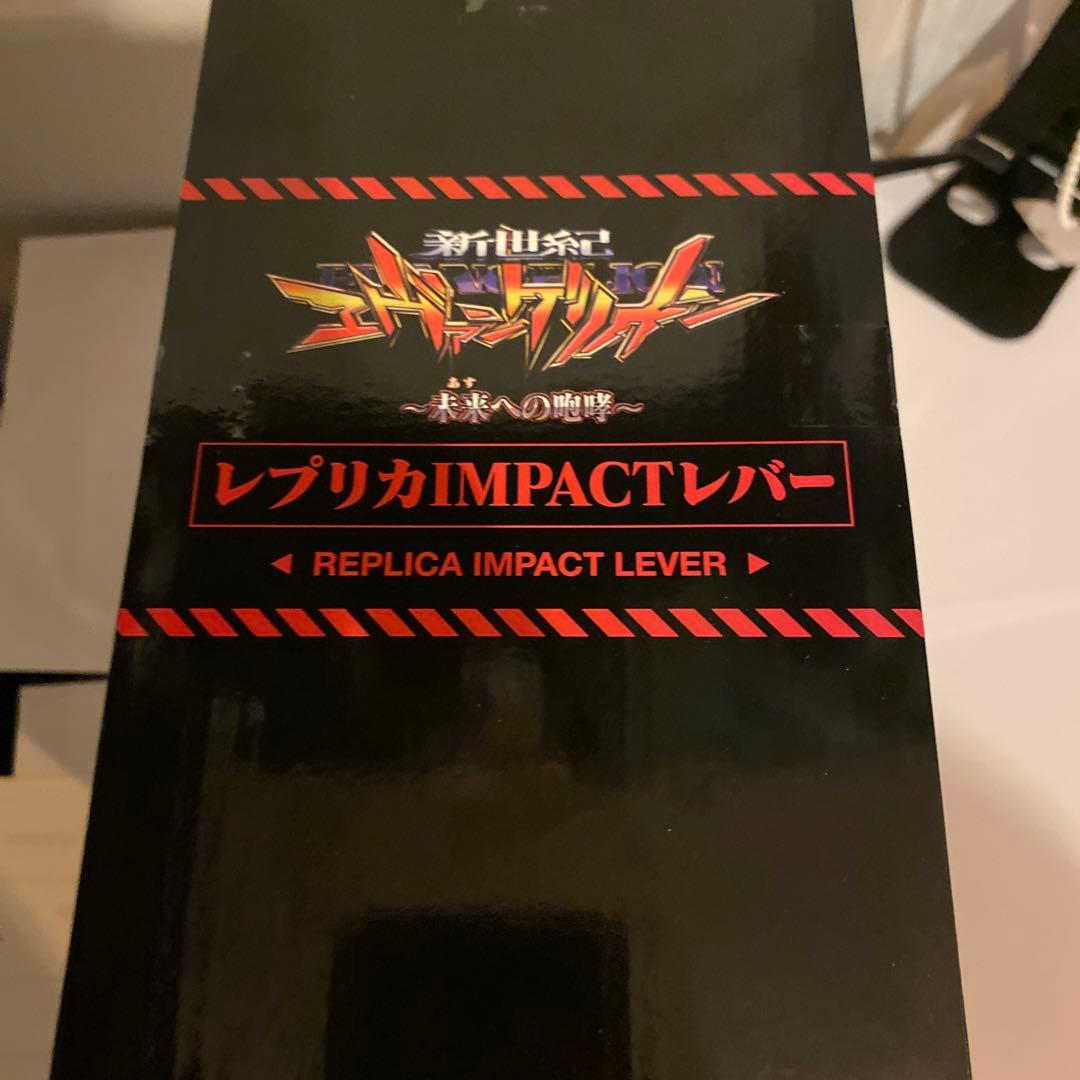 新世紀
EVANGELION
エヴァンゲリオン
あす
〜未来への咆哮〜
レプリカIMPACTレバー
◀ REPLICA IMPACT LEVER ▶